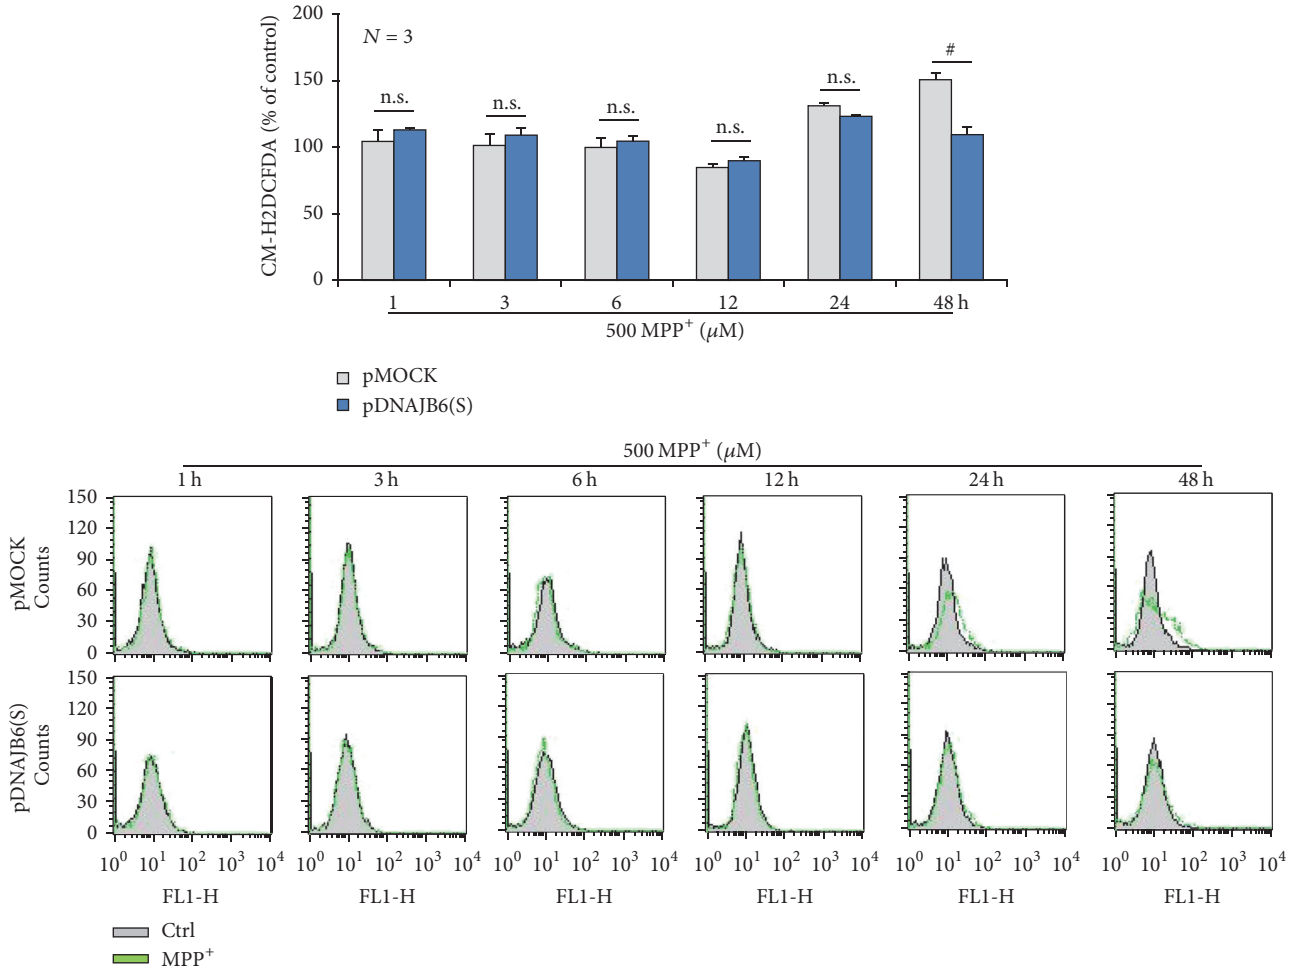 200
150
100
50
0
CM-H2DCFDA (% of control)
N = 3
n.s.
n.s.
n.s.
n.s.
n.s.
#
1 3 6 12 24 48 h
500 MPP⁺ (μM)
pMOCK
pDNAJB6(S)
500 MPP⁺ (μM)
1 h 3 h 6 h 12 h 24 h 48 h
pMOCK
Counts
150
120
90
60
30
0
pDNAJB6(S)
Counts
150
120
90
60
30
0
10⁰ 10¹ 10² 10³ 10⁴ 10⁰ 10¹ 10² 10³ 10⁴ 10⁰ 10¹ 10² 10³ 10⁴ 10⁰ 10¹ 10² 10³ 10⁴ 10⁰ 10¹ 10² 10³ 10⁴ 10⁰ 10¹ 10² 10³ 10⁴
FL1-H FL1-H FL1-H FL1-H FL1-H FL1-H
Ctrl
MPP⁺